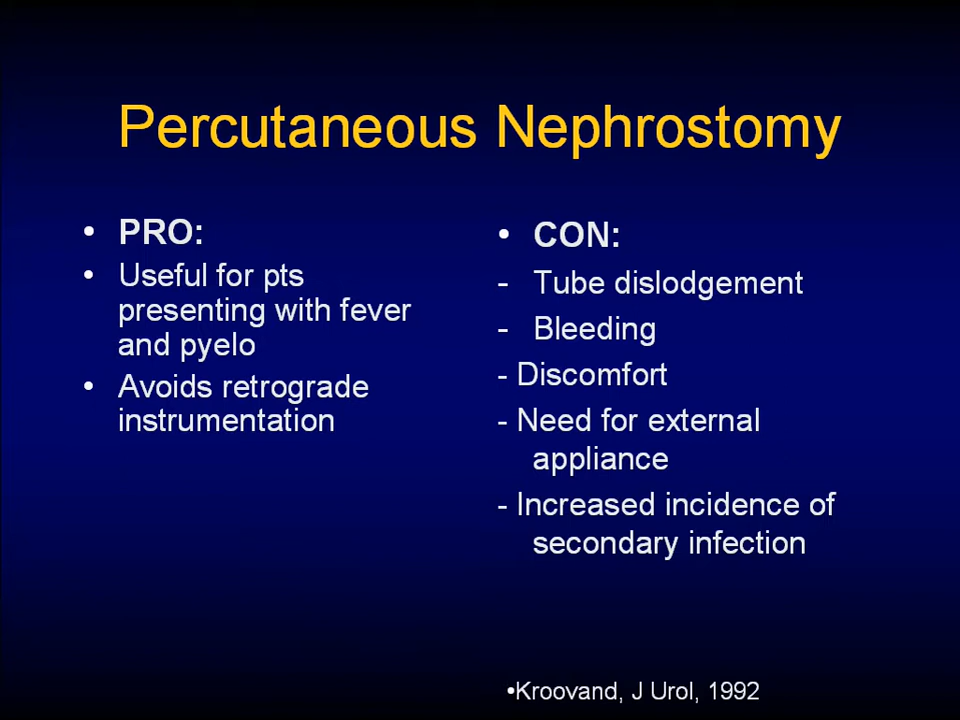 Percutaneous Nephrostomy
• PRO:
• Useful for pts
presenting with fever
and pyelo
• Avoids retrograde
instrumentation
• CON:
- Tube dislodgement
- Bleeding
- Discomfort
- Need for external
appliance
- Increased incidence of
secondary infection
•Kroovand, J Urol, 1992